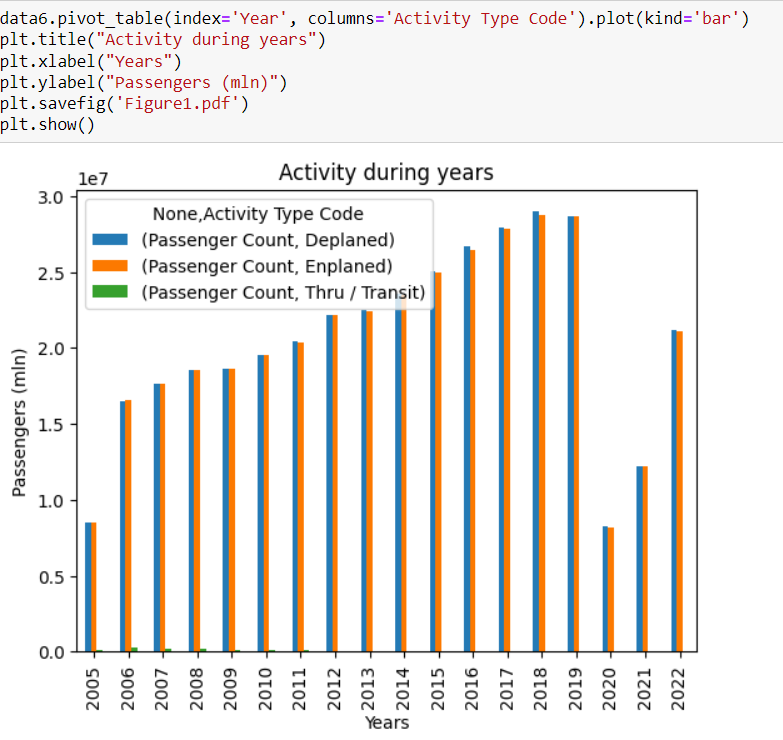 data6.pivot_table(index='Year', columns='Activity Type Code').plot(kind='bar')
plt.title("Activity during years")
plt.xlabel("Years")
plt.ylabel("Passengers (mln)")
plt.savefig('Figure1.pdf')
plt.show()
Activity during years
1e7
3.0
2.5
2.0
1.5
1.0
0.5
0.0
Passengers (mln)
None,Activity Type Code
(Passenger Count, Deplaned)
(Passenger Count, Enplaned)
(Passenger Count, Thru / Transit)
2005 2006 2007 2008 2009 2010 2011 2012 2013 2014 2015 2016 2017 2018 2019 2020 2021 2022
Years